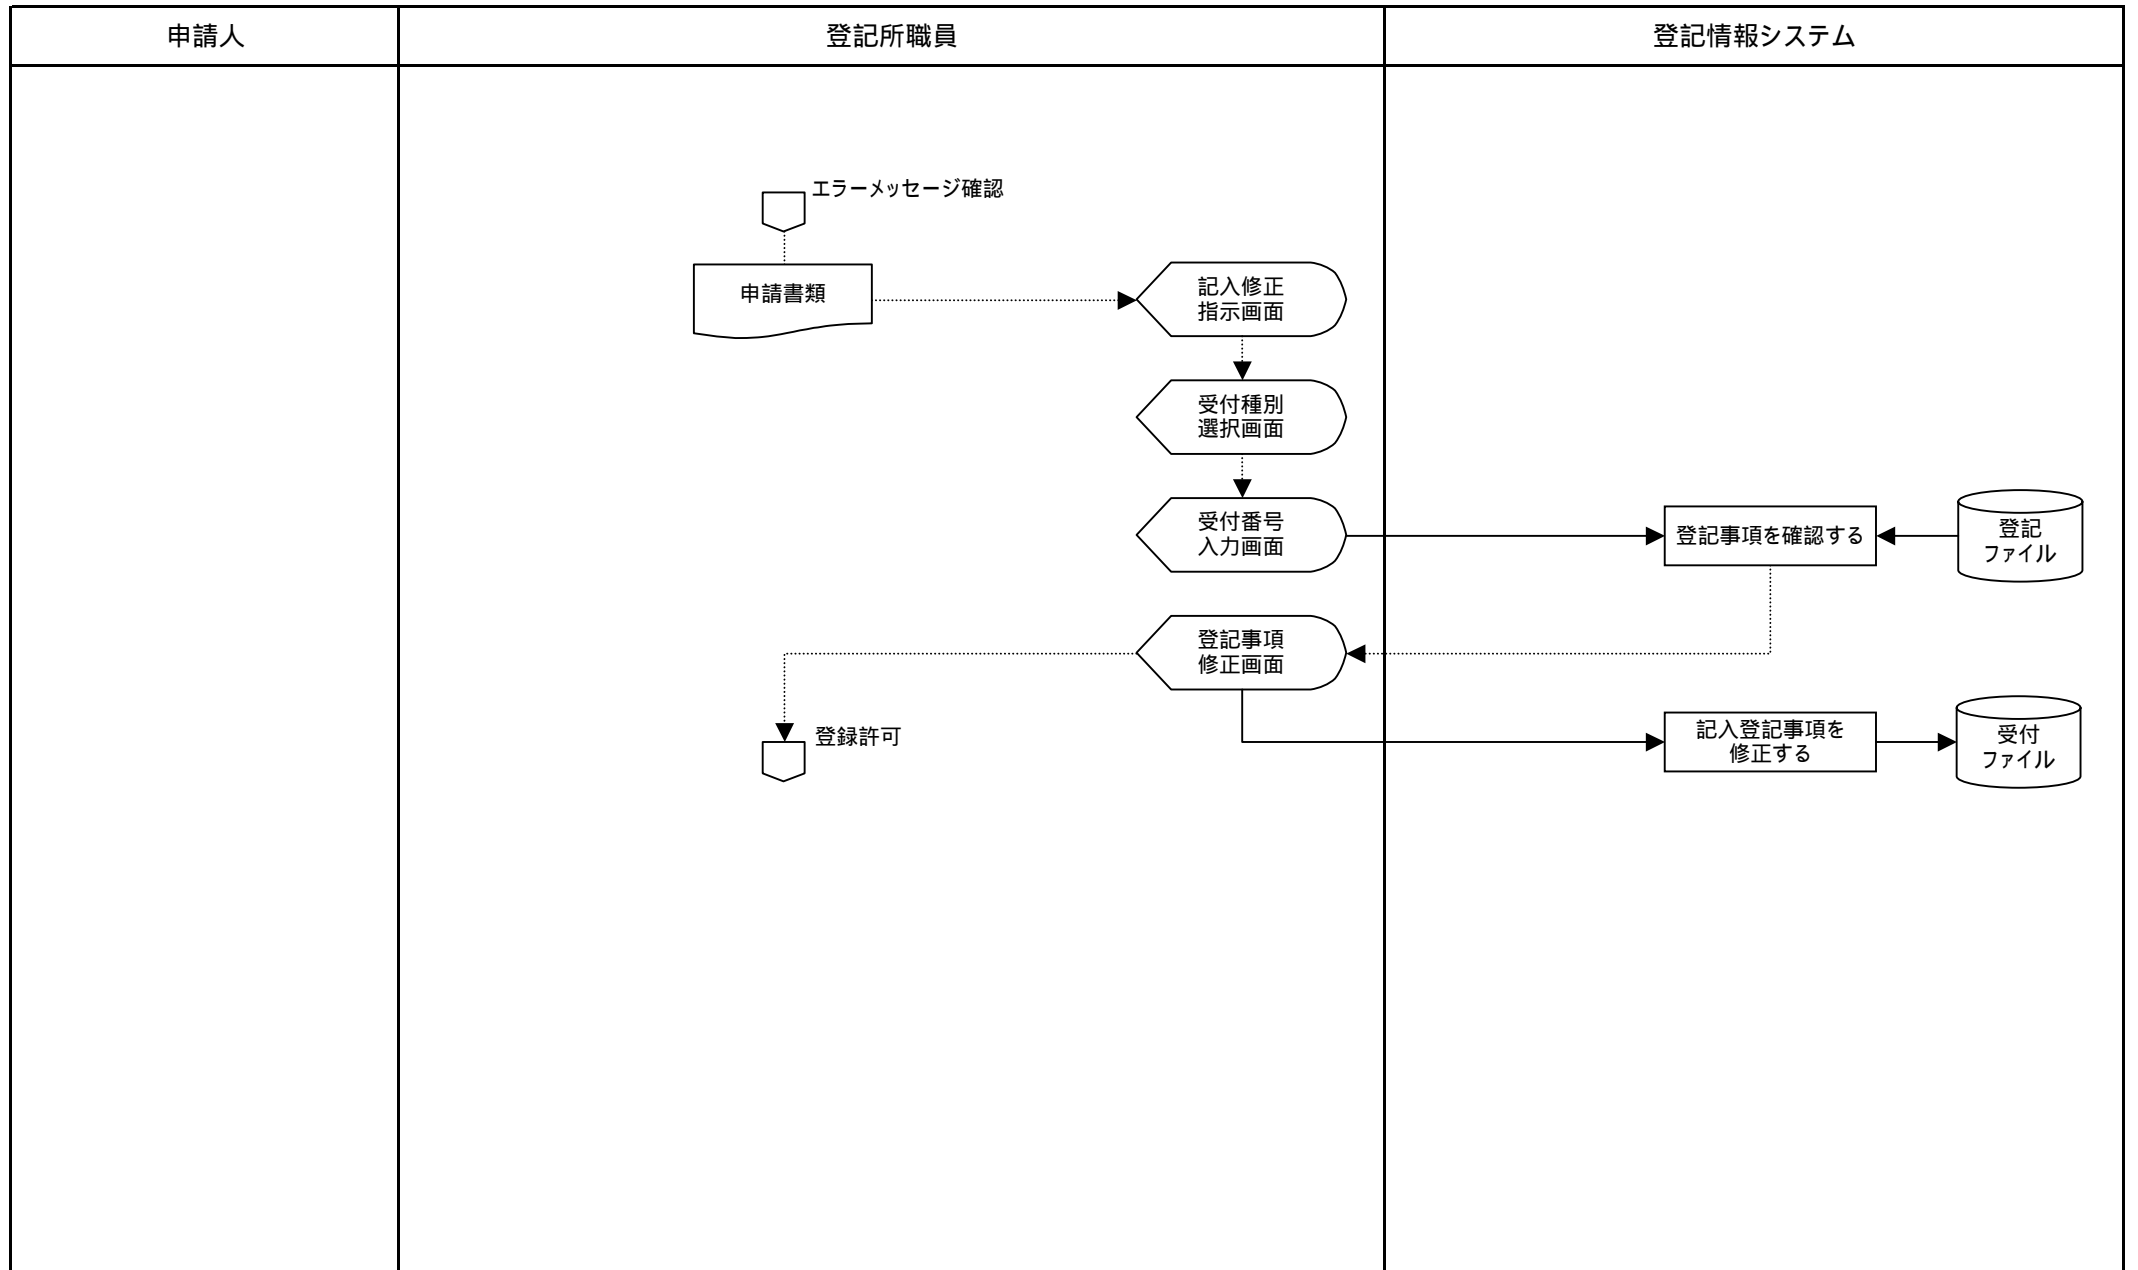 申請人
登記所職員
登記情報システム
エラーメッセージ確認
申請書類
記入修正
指示画面
受付種別
選択画面
受付番号
入力画面
登記事項を確認する
登記
ファイル
登記事項
修正画面
登録許可
記入登記事項を
修正する
受付
ファイル